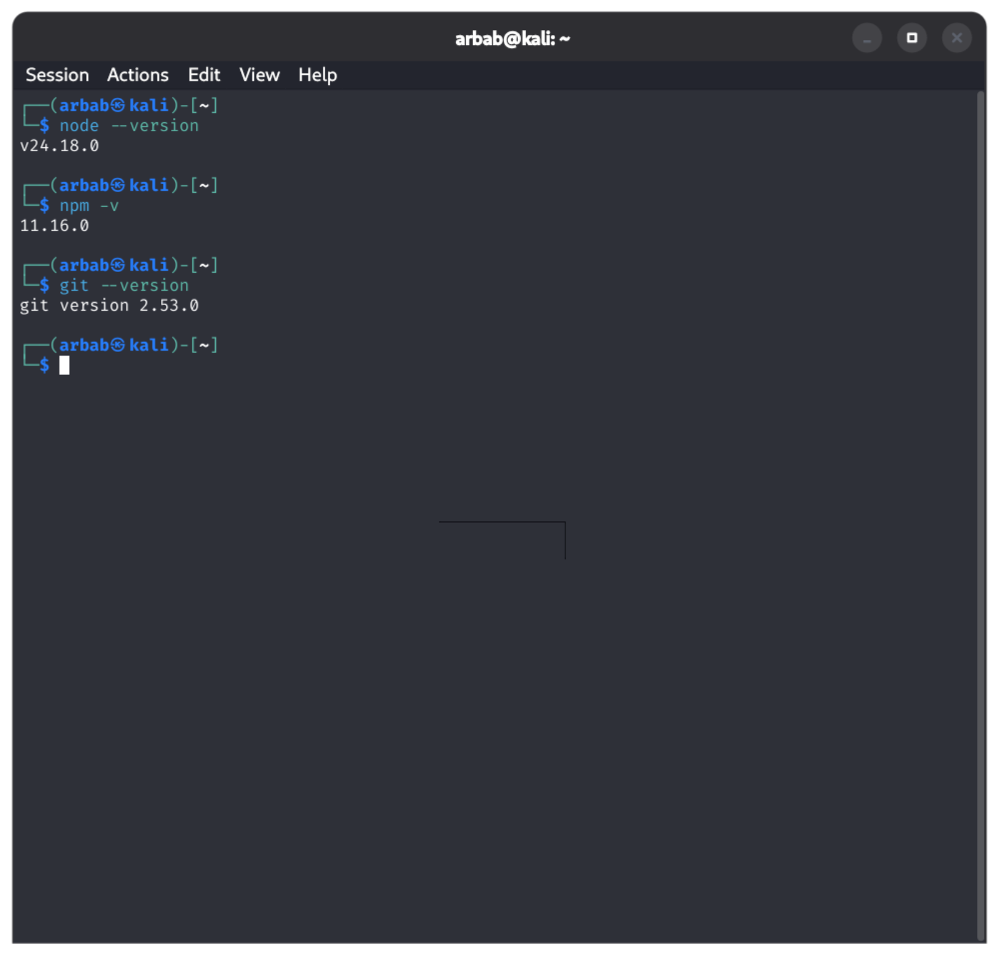 arbab@kali: ~
Session Actions Edit View Help
┌──(arbab㉿kali)-[~]
└─$ node --version
v24.18.0
┌──(arbab㉿kali)-[~]
└─$ npm -v
11.16.0
┌──(arbab㉿kali)-[~]
└─$ git --version
git version 2.53.0
┌──(arbab㉿kali)-[~]
└─$